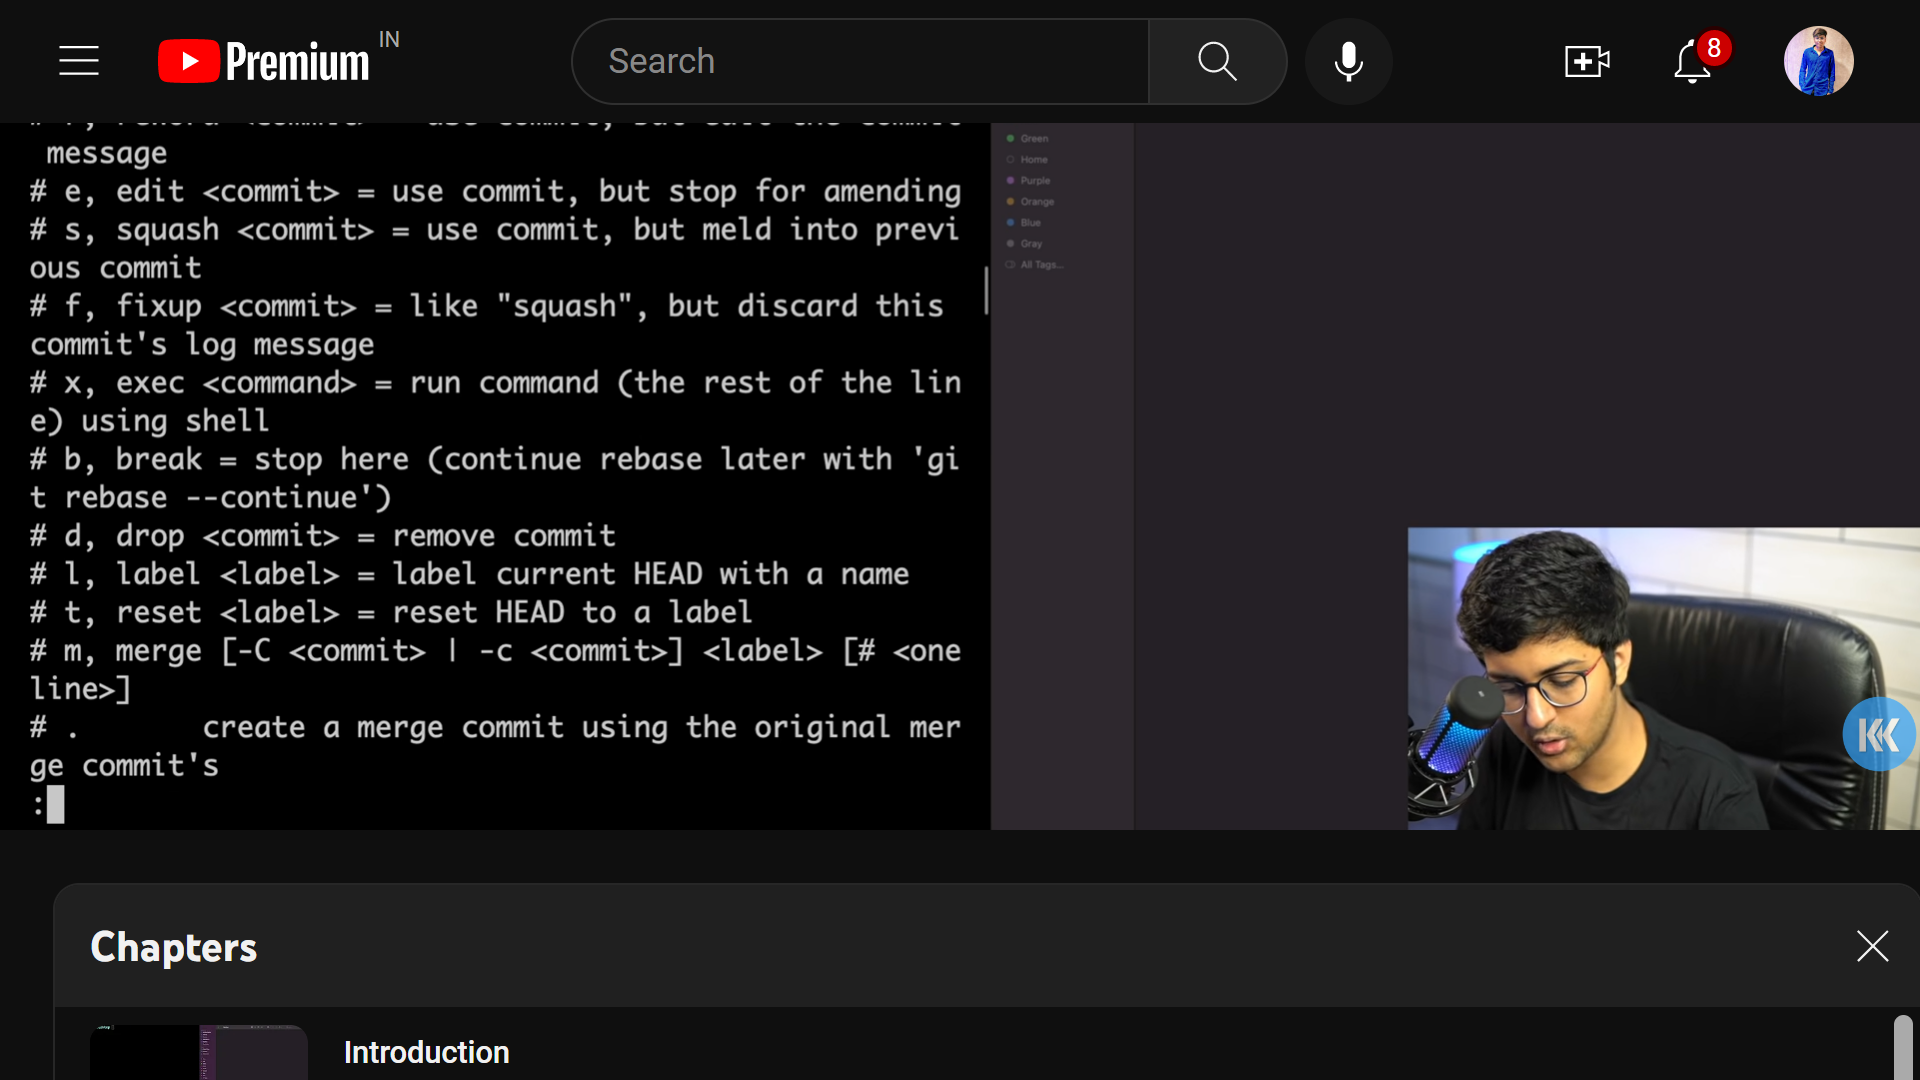 Premium IN
Search
8
message
# e, edit <commit> = use commit, but stop for amending
# s, squash <commit> = use commit, but meld into previ
ous commit
# f, fixup <commit> = like "squash", but discard this
commit's log message
# x, exec <command> = run command (the rest of the lin
e) using shell
# b, break = stop here (continue rebase later with 'gi
t rebase --continue')
# d, drop <commit> = remove commit
# l, label <label> = label current HEAD with a name
# t, reset <label> = reset HEAD to a label
# m, merge [-C <commit> | -c <commit>] <label> [# <one
line>]
# .       create a merge commit using the original mer
ge commit's
:
Green
Home
Purple
Orange
Blue
Gray
All Tags...
KK
Chapters
Introduction